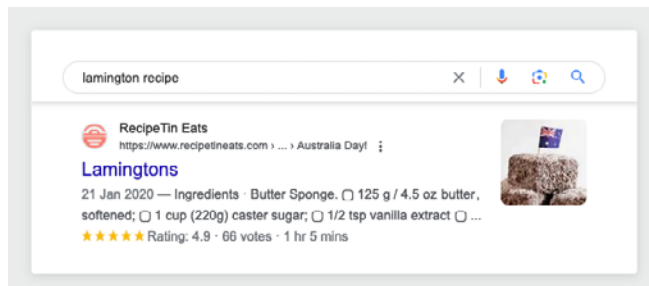 lamington recipe
RecipeTin Eats
https://www.recipetineats.com › ... › Australia Day!
Lamingtons
21 Jan 2020 — Ingredients · Butter Sponge. ▢ 125 g / 4.5 oz butter,
softened; ▢ 1 cup (220g) caster sugar; ▢ 1/2 tsp vanilla extract ▢ ...
Rating: 4.9 · 66 votes · 1 hr 5 mins